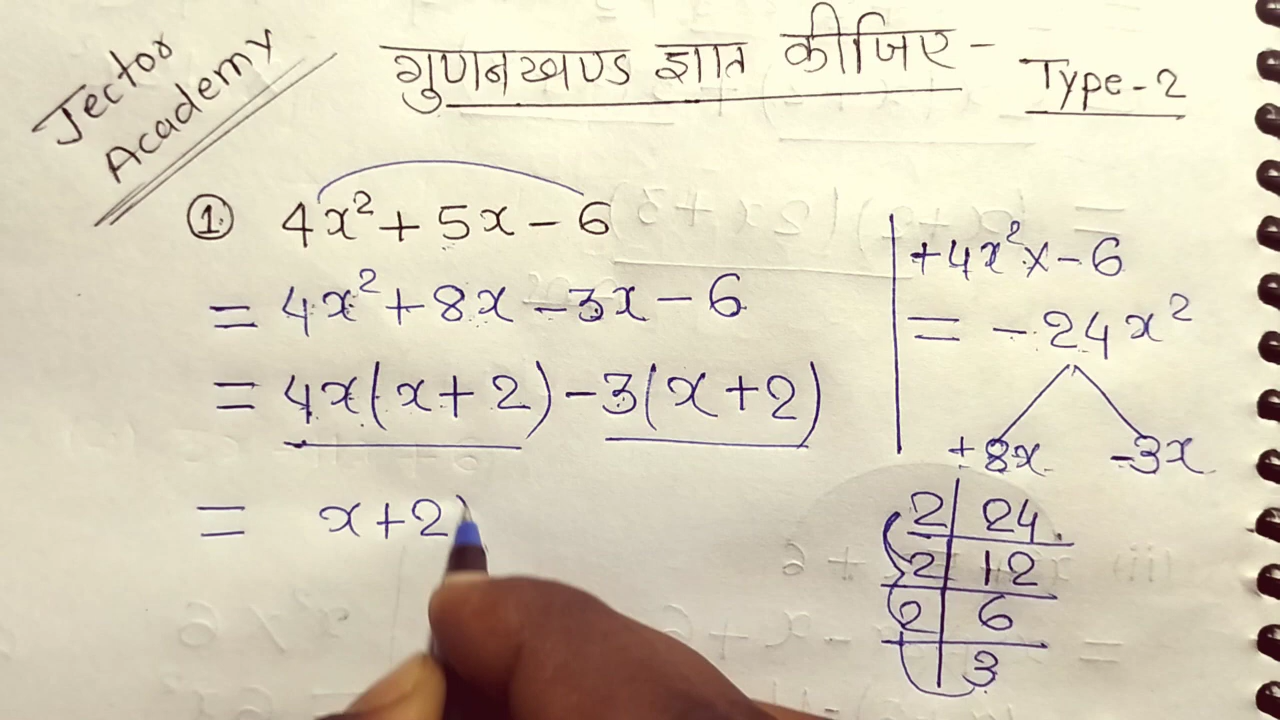 Jector
Academy
गुणनखण्ड ज्ञात कीजिए - Type-2
① 4x² + 5x - 6
= 4x² + 8x - 3x - 6
= 4x(x + 2) - 3(x + 2)
= x + 2)
+4x² x - 6
= - 24x²
+8x -3x
2 | 24
2 | 12
2 | 6
| 3